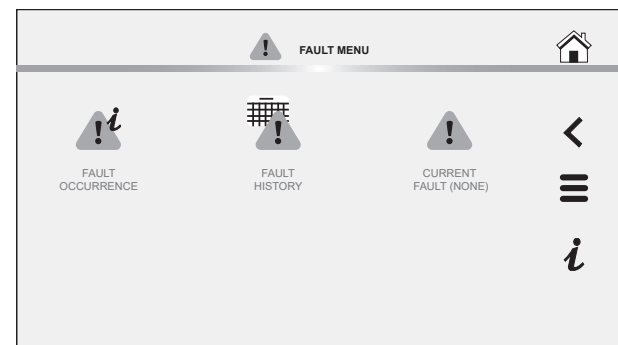 FAULT MENU
FAULT
OCCURRENCE
FAULT
HISTORY
CURRENT
FAULT (NONE)